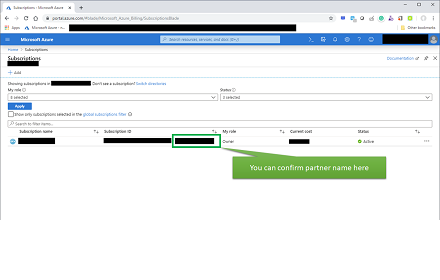 Subscriptions - Microsoft Azure
portal.azure.com/#blade/Microsoft_Azure_Billing/SubscriptionsBlade
Apps
Microsoft Azure
Other bookmarks
Microsoft Azure
Search resources, services, and docs (G+/)
Home
Subscriptions
Subscriptions
Documentation
+ Add
Showing subscriptions in
Don't see a subscription? Switch directories
My role
Status
8 selected
3 selected
Apply
Show only subscriptions selected in the global subscriptions filter
Search to filter items...
Subscription name
Subscription ID
My role
Current cost
Status
Owner
Active
You can confirm partner name here